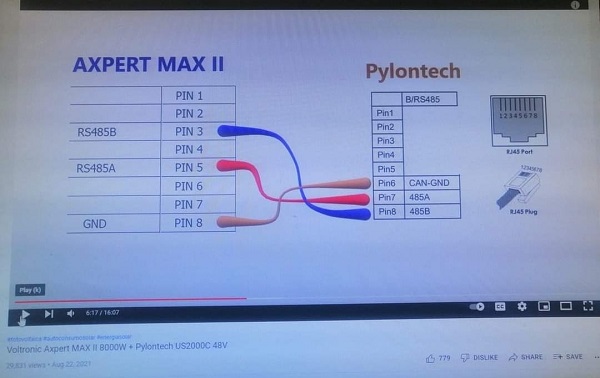 AXPERT MAX II
Pylontech
PIN 1
PIN 2
RS485B PIN 3
PIN 4
RS485A PIN 5
PIN 6
PIN 7
GND PIN 8
B/RS485
Pin1
Pin2
Pin3
Pin4
Pin5
Pin6 CAN-GND
Pin7 485A
Pin8 485B
12345678
RJ45 Port
12345678
RJ45 Plug
Play (k)
6:17 / 16:07
Voltronic Axpert MAX II 8000W + Pylontech US2000C 48V
views • Aug 22, 2021
779 DISLIKE SHARE SAVE